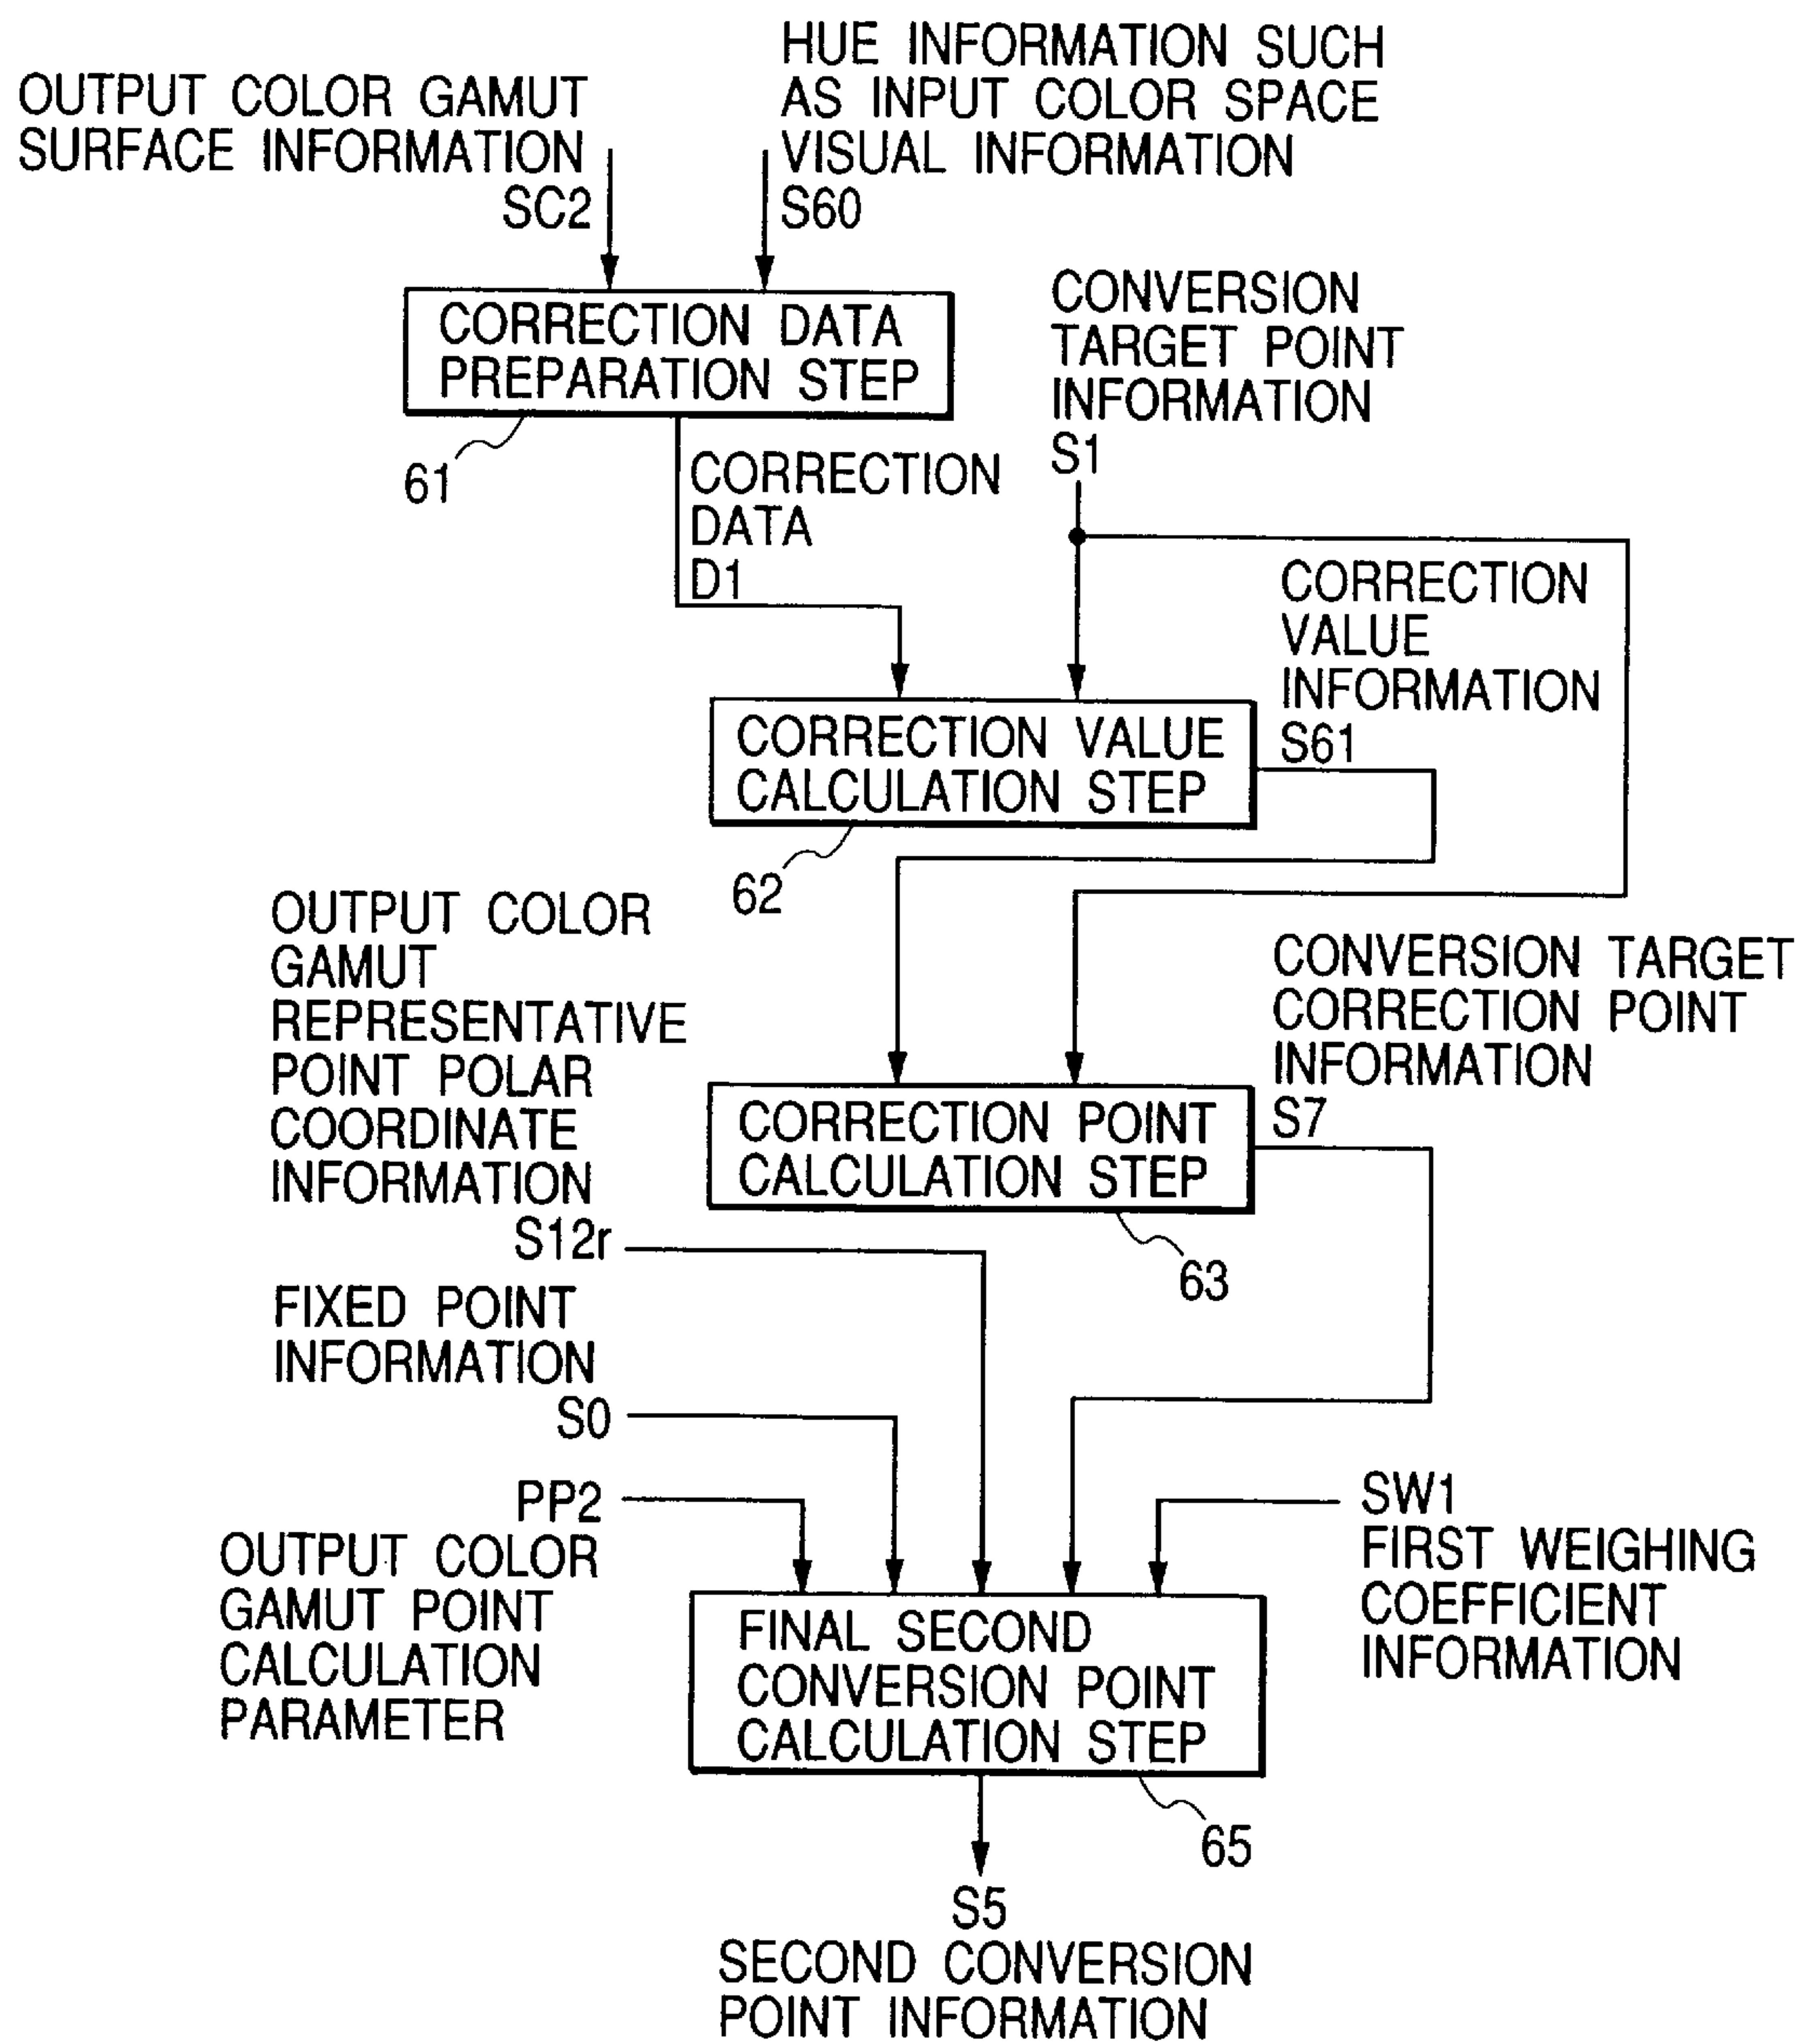 OUTPUT COLOR GAMUT
SURFACE INFORMATION
SC2
HUE INFORMATION SUCH
AS INPUT COLOR SPACE
VISUAL INFORMATION
S60
CORRECTION DATA
PREPARATION STEP
61
CONVERSION
TARGET POINT
INFORMATION
S1
CORRECTION
DATA
D1
CORRECTION
VALUE
INFORMATION
S61
CORRECTION VALUE
CALCULATION STEP
62
OUTPUT COLOR
GAMUT
REPRESENTATIVE
POINT POLAR
COORDINATE
INFORMATION
S12r
CONVERSION TARGET
CORRECTION POINT
INFORMATION
S7
CORRECTION POINT
CALCULATION STEP
63
FIXED POINT
INFORMATION
S0
PP2
OUTPUT COLOR
GAMUT POINT
CALCULATION
PARAMETER
SW1
FIRST WEIGHING
COEFFICIENT
INFORMATION
FINAL SECOND
CONVERSION POINT
CALCULATION STEP
65
S5
SECOND CONVERSION
POINT INFORMATION